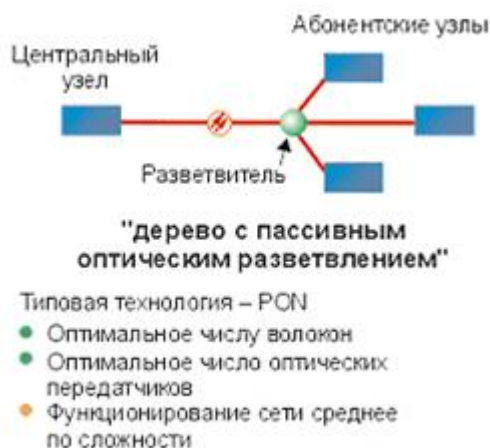 Абонентские узлы
Центральный
узел
Разветвитель
"дерево с пассивным
оптическим разветвлением"
Типовая технология – PON
Оптимальное числу волокон
Оптимальное число оптических
передатчиков
Функционирование сети среднее
по сложности